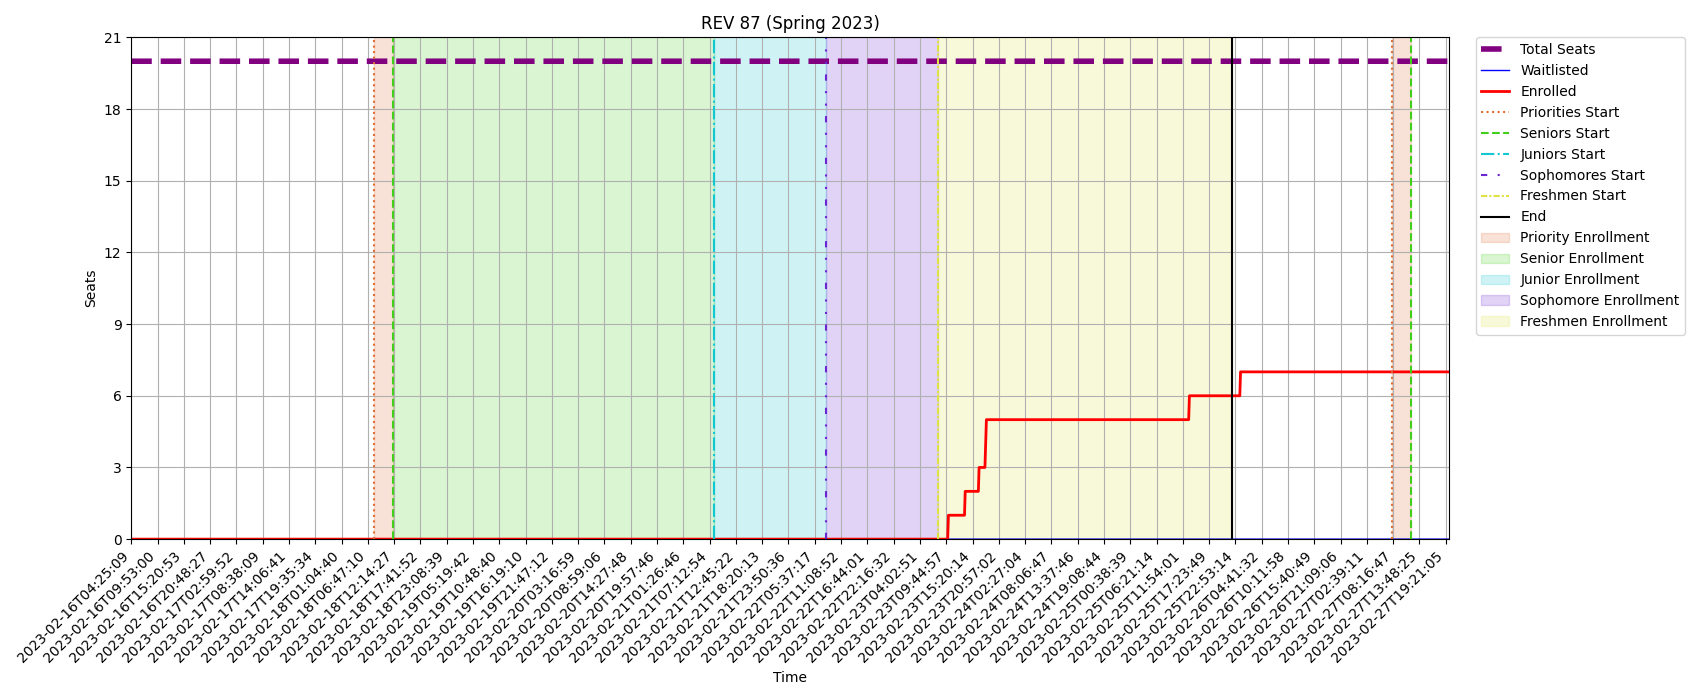 REV 87 (Spring 2023)
21
18
15
12
9
6
3
0
Seats
2023-02-16T04:25:09
2023-02-16T09:53:00
2023-02-16T15:20:53
2023-02-16T20:48:27
2023-02-17T02:59:52
2023-02-17T08:38:09
2023-02-17T14:06:41
2023-02-17T19:35:34
2023-02-18T01:04:40
2023-02-18T06:47:10
2023-02-18T12:14:27
2023-02-18T17:41:52
2023-02-18T23:08:39
2023-02-19T05:19:42
2023-02-19T10:48:40
2023-02-19T16:19:10
2023-02-19T21:47:12
2023-02-20T03:16:59
2023-02-20T08:59:06
2023-02-20T14:27:48
2023-02-20T19:57:46
2023-02-21T01:26:46
2023-02-21T07:12:54
2023-02-21T12:45:22
2023-02-21T18:20:13
2023-02-21T23:50:36
2023-02-22T05:37:17
2023-02-22T11:08:52
2023-02-22T16:44:01
2023-02-22T22:16:32
2023-02-23T04:02:51
2023-02-23T09:44:57
2023-02-23T15:20:14
2023-02-23T20:57:02
2023-02-24T02:27:04
2023-02-24T08:06:47
2023-02-24T13:37:46
2023-02-24T19:08:44
2023-02-25T00:38:39
2023-02-25T06:21:14
2023-02-25T11:54:01
2023-02-25T17:23:49
2023-02-25T22:53:14
2023-02-26T04:41:32
2023-02-26T10:11:58
2023-02-26T15:40:49
2023-02-26T21:09:06
2023-02-27T02:39:11
2023-02-27T08:16:47
2023-02-27T13:48:25
2023-02-27T19:21:05
Time
Total Seats
Waitlisted
Enrolled
Priorities Start
Seniors Start
Juniors Start
Sophomores Start
Freshmen Start
End
Priority Enrollment
Senior Enrollment
Junior Enrollment
Sophomore Enrollment
Freshmen Enrollment